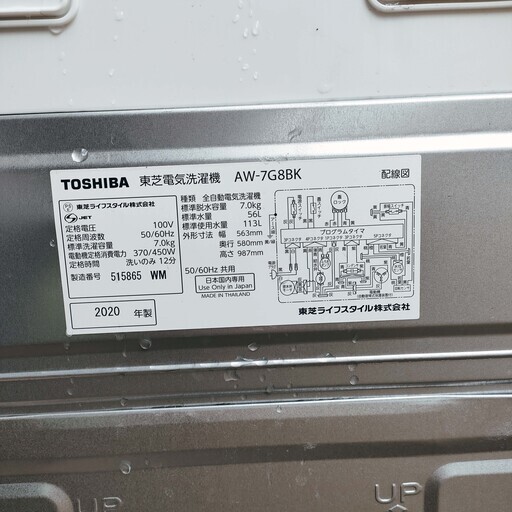 TOSHIBA 東芝電気洗濯機 AW-7G8BK 配線図
東芝ライフスタイル株式会社
JET
定格電圧 100V
定格周波数 50/60Hz
標準洗濯容量 7.0kg
電動機定格消費電力 370/450W
定格時間 洗いのみ 12分
製造番号 515865 WM
2020 年製
種類 全自動電気洗濯機
標準脱水容量 7.0kg
標準水量 56L
標準使用水量 113L
外形寸法 幅 563mm
奥行 580mm
高さ 987mm
50/60Hz 共用
日本国内専用
Use Only in Japan
MADE IN THAILAND
プログラムタイマ
東芝ライフスタイル株式会社
UP
UP